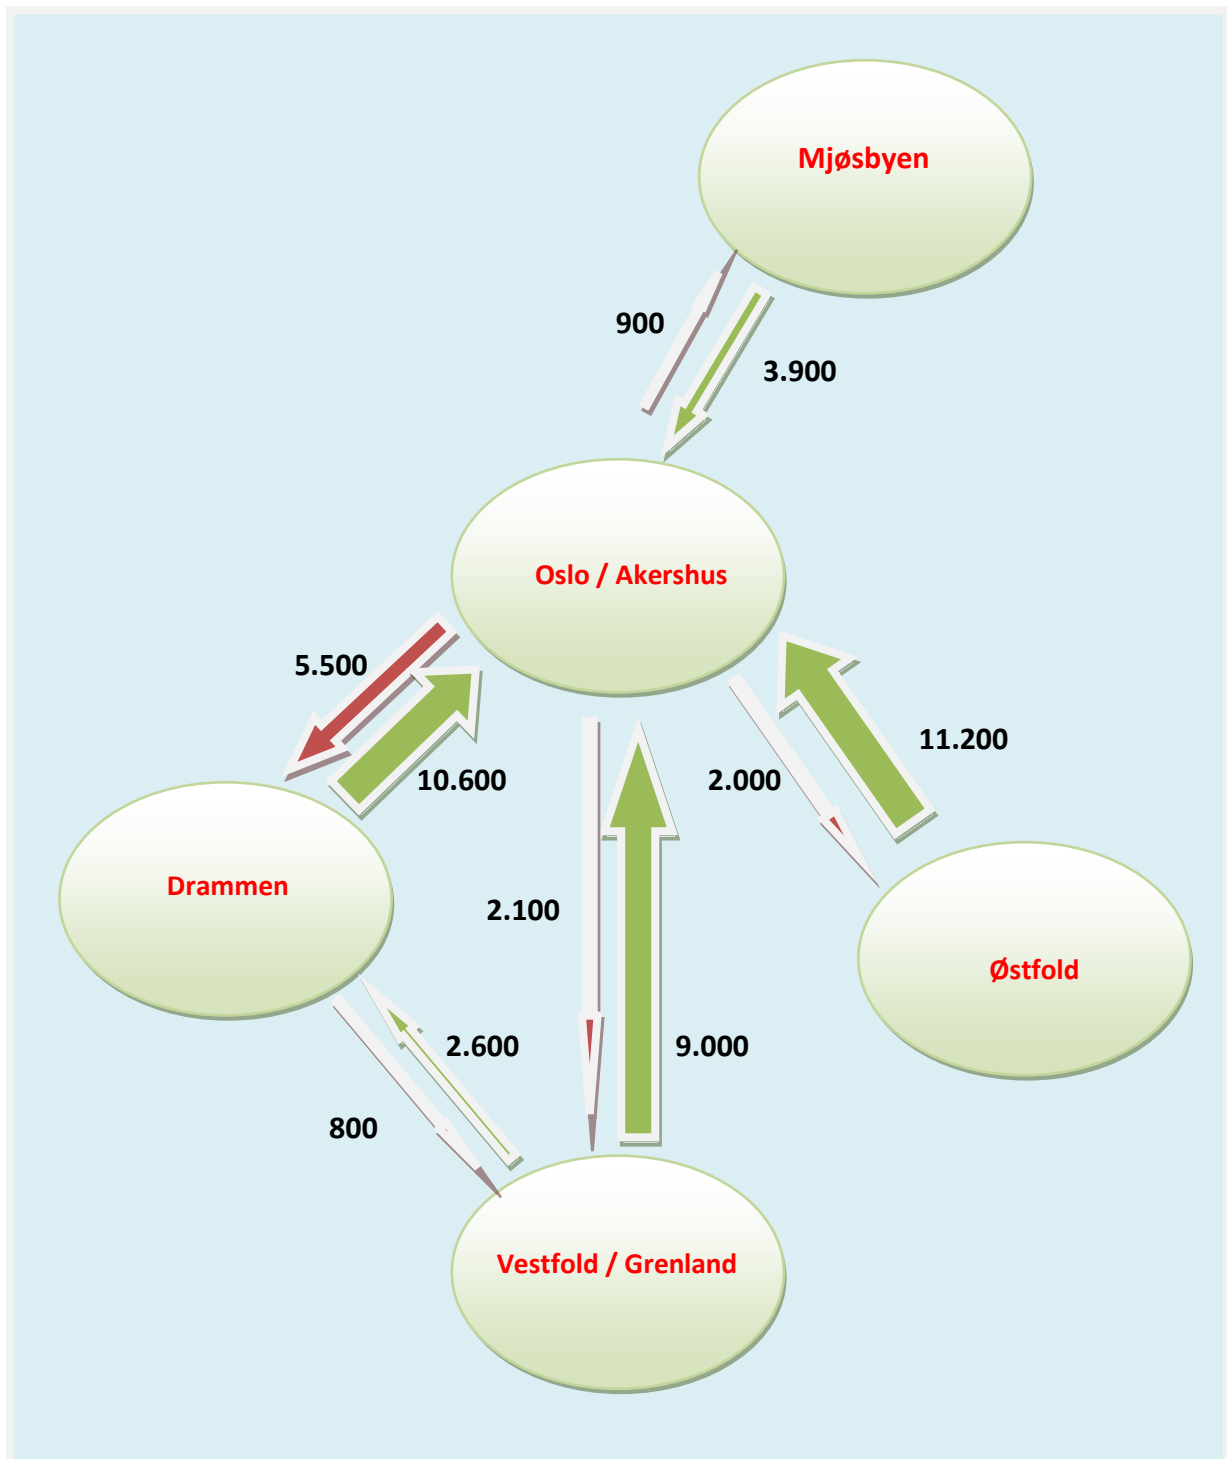 Mjøsbyen
900
3.900
Oslo / Akershus
5.500
10.600
2.000
11.200
Drammen
2.100
Østfold
2.600
9.000
800
Vestfold / Grenland